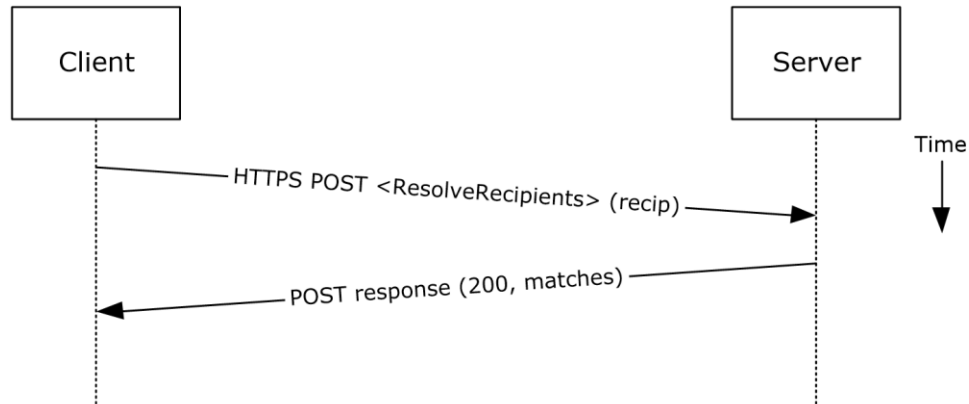 Client
Server
Time
HTTPS POST <ResolveRecipients> (recip)
POST response (200, matches)